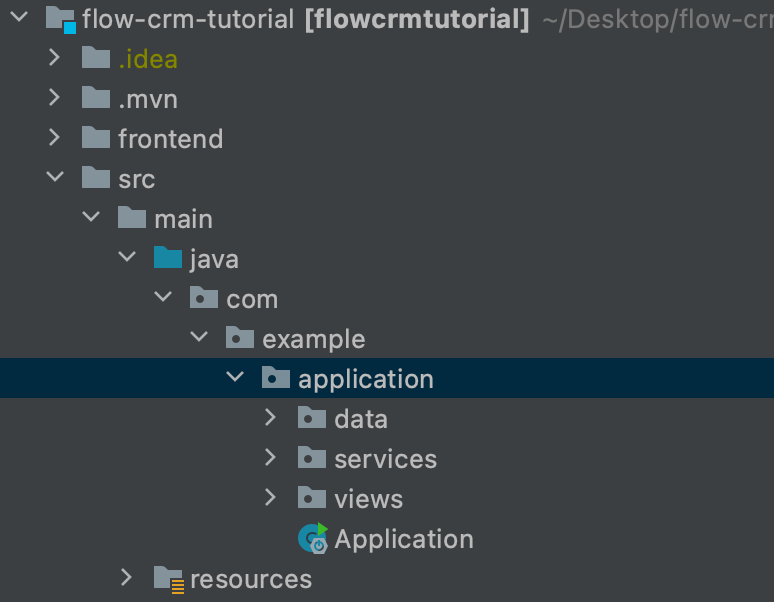 flow-crm-tutorial [flowcrmtutorial] ~/Desktop/flow-cr
.idea
.mvn
frontend
src
main
java
com
example
application
data
services
views
Application
resources